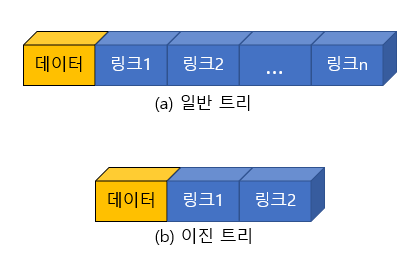 데이터 링크1 링크2 ... 링크n
(a) 일반 트리
데이터 링크1 링크2
(b) 이진 트리